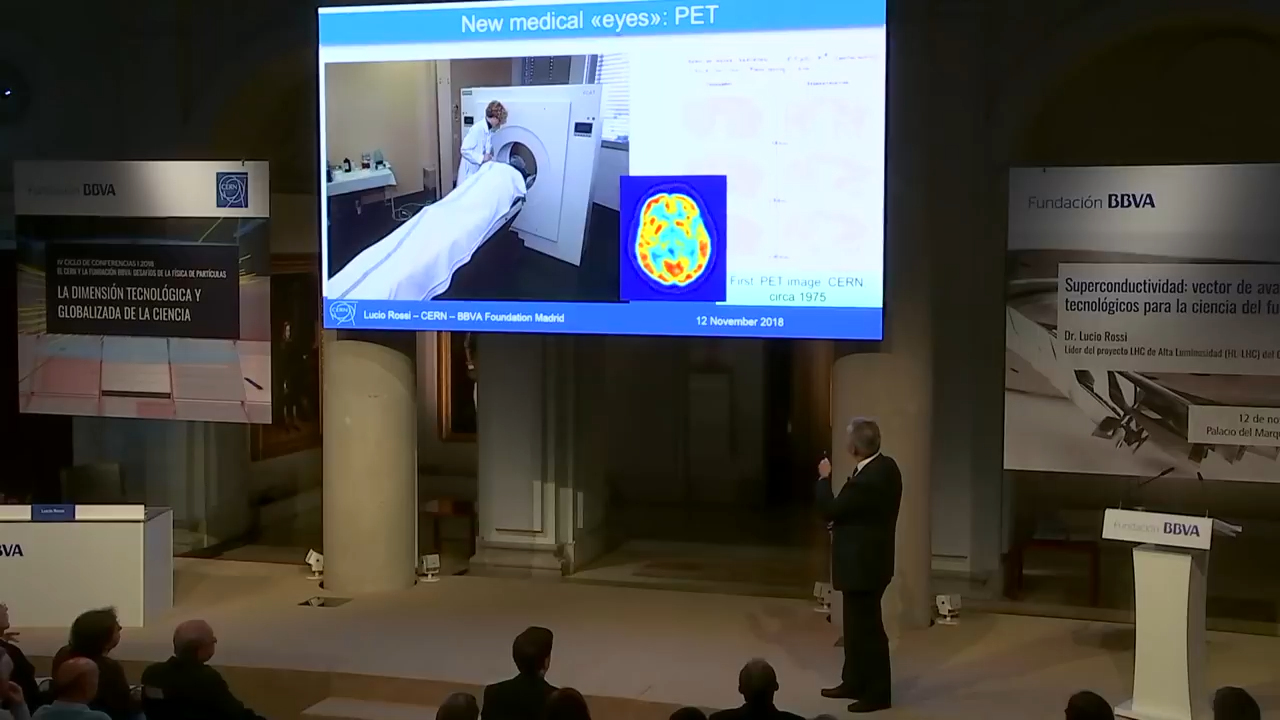 New medical «eyes»: PET
First PET image CERN
circa 1975
CERN
Lucio Rossi – CERN – BBVA Foundation Madrid
12 November 2018
Fundación BBVA
CERN
IV CICLO DE CONFERENCIAS I 2018
EL CERN Y LA FUNDACIÓN BBVA: DESAFÍOS DE LA FÍSICA DE PARTÍCULAS
LA DIMENSIÓN TECNOLÓGICA Y
GLOBALIZADA DE LA CIENCIA
Fundación BBVA
Superconductividad: vector de ava
tecnológicos para la ciencia del fu
Dr. Lucio Rossi
Líder del proyecto LHC de Alta Luminosidad (HL-LHC) del C
12 de no
Palacio del Marq
Lucio Rossi
VA
Fundación BBVA